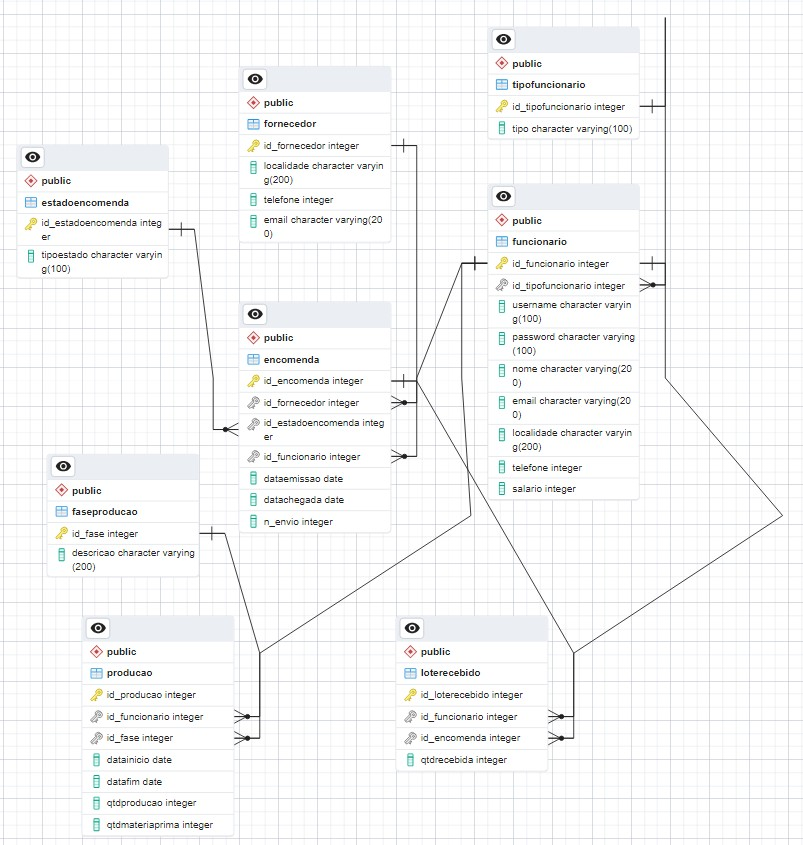 public
tipofuncionario
id_tipofuncionario integer
tipo character varying(100)
public
fornecedor
id_fornecedor integer
localidade character varyin
g(200)
telefone integer
email character varying(20
0)
public
estadoencomenda
id_estadoencomenda integ
er
tipoestado character varyin
g(100)
public
funcionario
id_funcionario integer
id_tipofuncionario integer
username character varyin
g(100)
password character varying
(100)
nome character varying(20
0)
email character varying(20
0)
localidade character varyin
g(200)
telefone integer
salario integer
public
encomenda
id_encomenda integer
id_fornecedor integer
id_estadoencomenda integ
er
id_funcionario integer
dataemissao date
datachegada date
n_envio integer
public
faseproducao
id_fase integer
descricao character varying
(200)
public
producao
id_producao integer
id_funcionario integer
id_fase integer
datainicio date
datafim date
qtdproducao integer
qtdmateriaprima integer
public
loterecebido
id_loterecebido integer
id_funcionario integer
id_encomenda integer
qtdrecebida integer